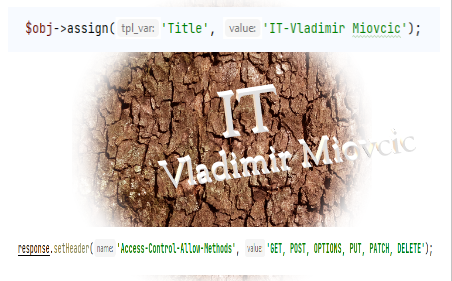 $obj->assign( tpl_var: 'Title', value: 'IT-Vladimir Miovcic');
IT
Vladimir Miovcic
response.setHeader( name: 'Access-Control-Allow-Methods', value: 'GET, POST, OPTIONS, PUT, PATCH, DELETE');